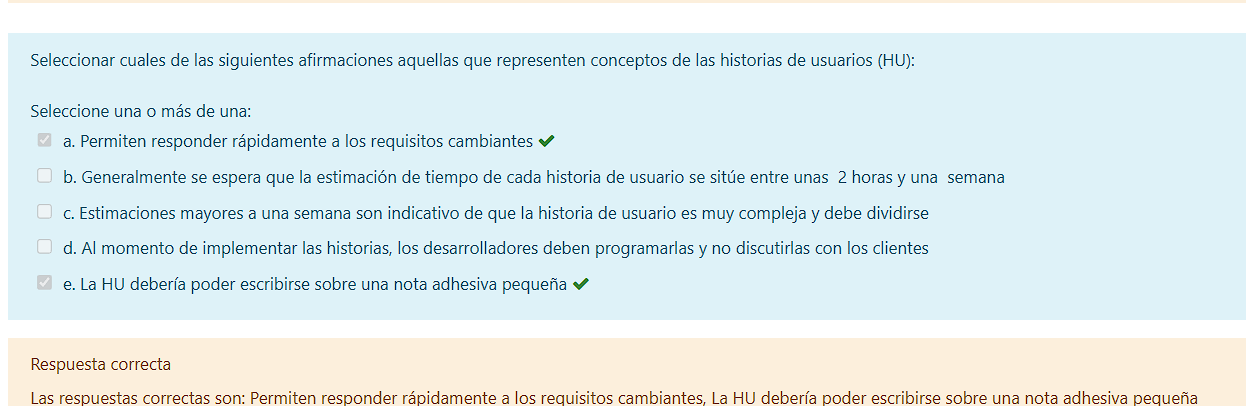 Seleccionar cuales de las siguientes afirmaciones aquellas que representen conceptos de las historias de usuarios (HU):
Seleccione una o más de una:
a. Permiten responder rápidamente a los requisitos cambiantes
b. Generalmente se espera que la estimación de tiempo de cada historia de usuario se sitúe entre unas 2 horas y una semana
c. Estimaciones mayores a una semana son indicativo de que la historia de usuario es muy compleja y debe dividirse
d. Al momento de implementar las historias, los desarrolladores deben programarlas y no discutirlas con los clientes
e. La HU debería poder escribirse sobre una nota adhesiva pequeña
Respuesta correcta
Las respuestas correctas son: Permiten responder rápidamente a los requisitos cambiantes, La HU debería poder escribirse sobre una nota adhesiva pequeña